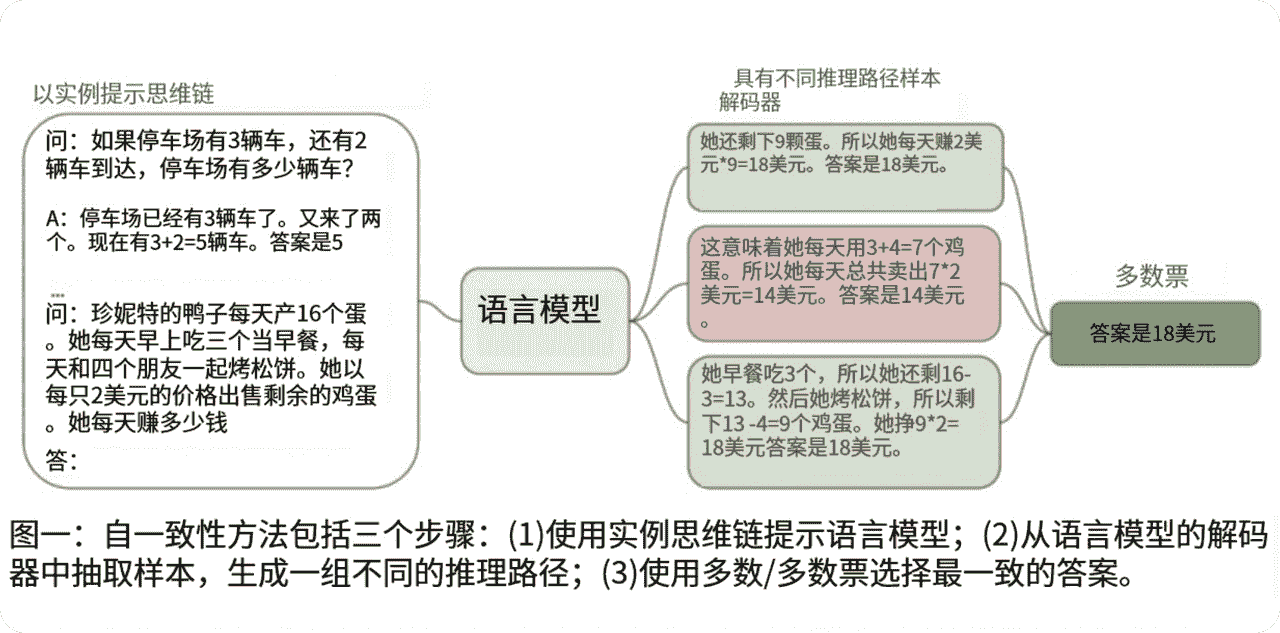 以实例提示思维链
问：如果停车场有3辆车，还有2
辆车到达，停车场有多少辆车？
A：停车场已经有3辆车了。又来了两
个。现在有3+2=5辆车。答案是5
...
问：珍妮特的鸭子每天产16个蛋
。她每天早上吃三个当早餐，每
天和四个朋友一起烤松饼。她以
每只2美元的价格出售剩余的鸡蛋
。她每天赚多少钱
答：
语言模型
具有不同推理路径样本
解码器
她还剩下9颗蛋。所以她每天赚2美
元*9=18美元。答案是18美元。
这意味着她每天用3+4=7个鸡
蛋。所以她每天总共卖出7*2
美元=14美元。答案是14美元
。
她早餐吃3个，所以她还剩16-
3=13。然后她烤松饼，所以剩
下13 -4=9个鸡蛋。她挣9*2=
18美元答案是18美元。
多数票
答案是18美元
图一：自一致性方法包括三个步骤：(1)使用实例思维链提示语言模型；(2)从语言模型的解码
器中抽取样本，生成一组不同的推理路径；(3)使用多数/多数票选择最一致的答案。